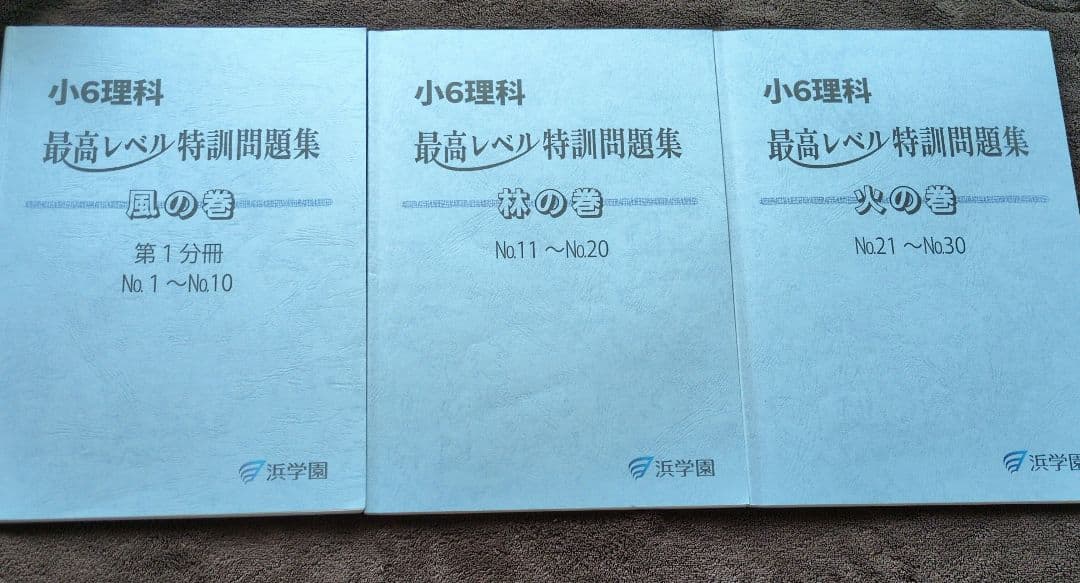 小6理科
最高レベル特訓問題集
風の巻
第1分冊
No.1～No.10
浜学園
小6理科
最高レベル特訓問題集
林の巻
No.11～No.20
浜学園
小6理科
最高レベル特訓問題集
火の巻
No.21～No.30
浜学園